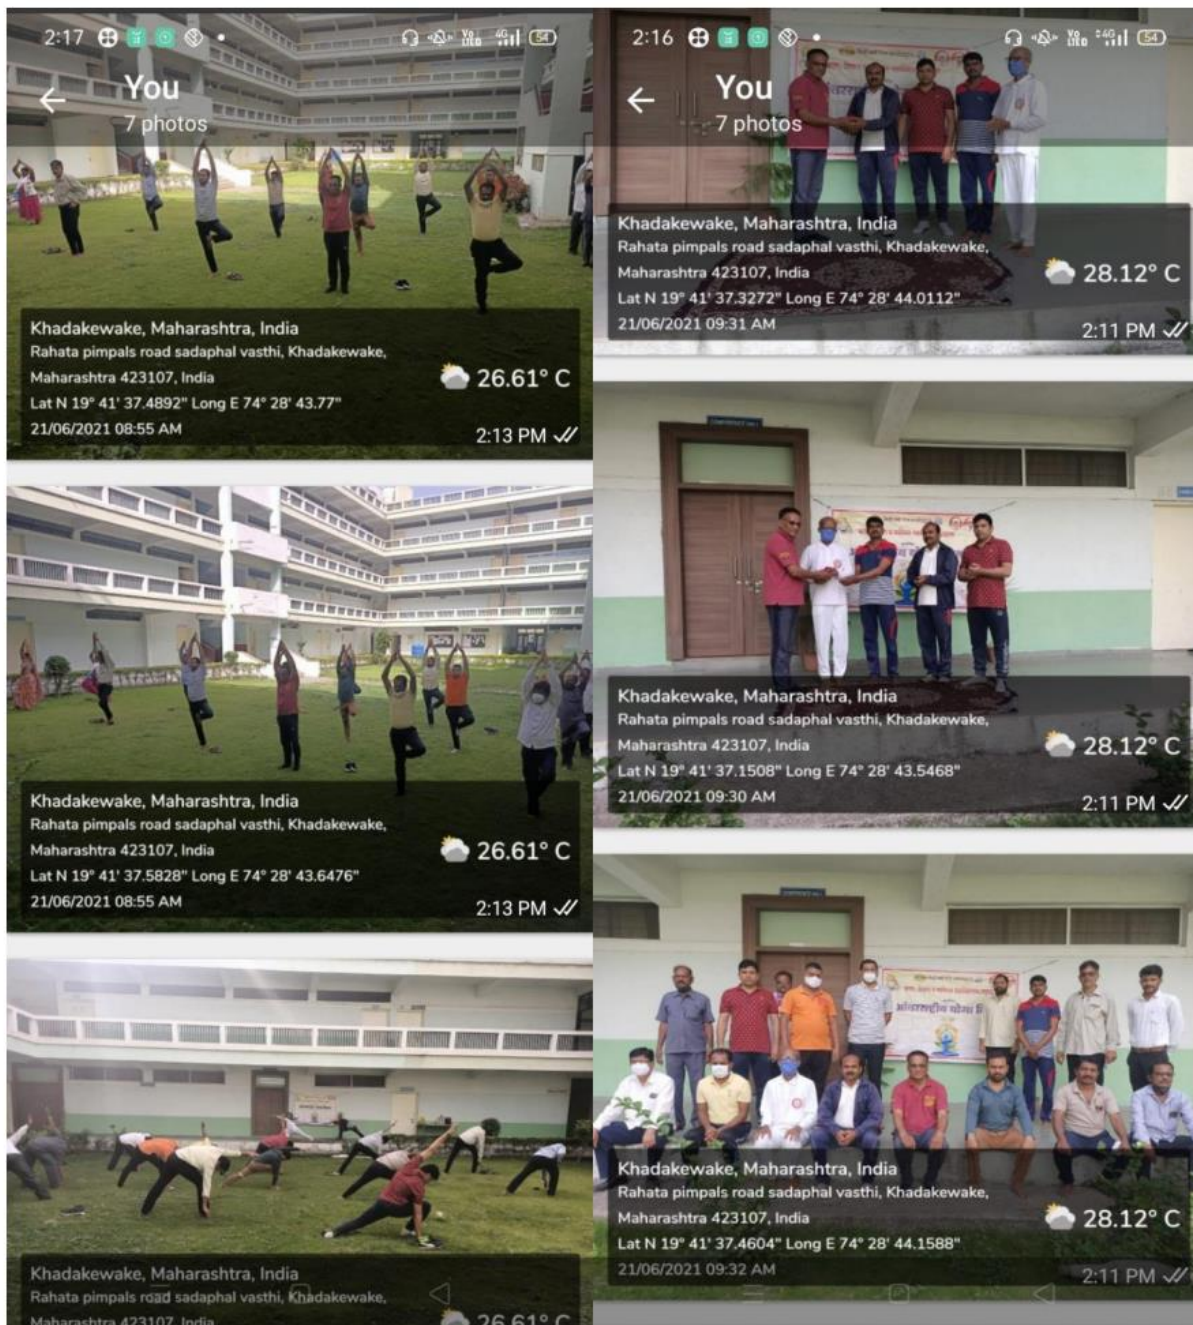 2:17
VO
LTE
4G
54
You
7 photos
Khadakewake, Maharashtra, India
Rahata pimpals road sadaphal vasthi, Khadakewake,
Maharashtra 423107, India
26.61° C
Lat N 19° 41' 37.4892" Long E 74° 28' 43.77"
21/06/2021 08:55 AM
2:13 PM
Khadakewake, Maharashtra, India
Rahata pimpals road sadaphal vasthi, Khadakewake,
Maharashtra 423107, India
26.61° C
Lat N 19° 41' 37.5828" Long E 74° 28' 43.6476"
21/06/2021 08:55 AM
2:13 PM
Khadakewake, Maharashtra, India
Rahata pimpals road sadaphal vasthi, Khadakewake,
Maharashtra 423107, India
26.61° C
2:16
VO
LTE
4G
54
You
7 photos
Khadakewake, Maharashtra, India
Rahata pimpals road sadaphal vasthi, Khadakewake,
Maharashtra 423107, India
28.12° C
Lat N 19° 41' 37.3272" Long E 74° 28' 44.0112"
21/06/2021 09:31 AM
2:11 PM
Khadakewake, Maharashtra, India
Rahata pimpals road sadaphal vasthi, Khadakewake,
Maharashtra 423107, India
28.12° C
Lat N 19° 41' 37.1508" Long E 74° 28' 43.5468"
21/06/2021 09:30 AM
2:11 PM
आंतरराष्ट्रीय योगा
Khadakewake, Maharashtra, India
Rahata pimpals road sadaphal vasthi, Khadakewake,
Maharashtra 423107, India
28.12° C
Lat N 19° 41' 37.4604" Long E 74° 28' 44.1588"
21/06/2021 09:32 AM
2:11 PM